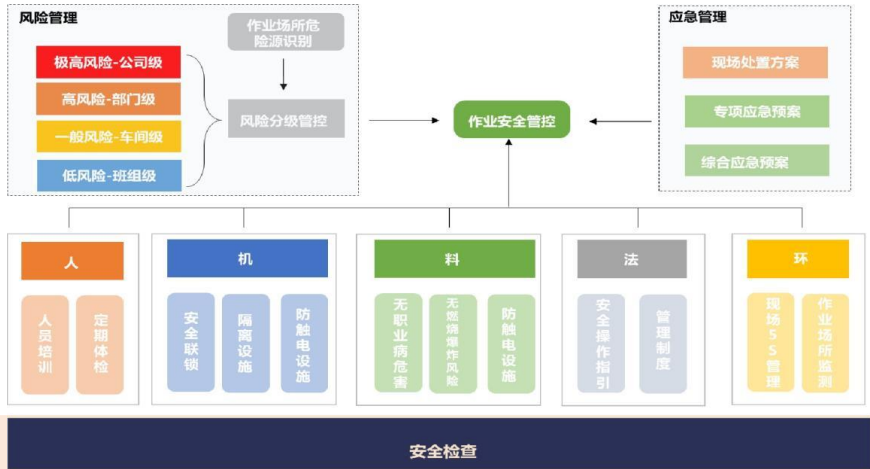 风险管理
作业场所危
险源识别
极高风险-公司级
高风险-部门级
一般风险-车间级
低风险-班组级
风险分级管控
作业安全管控
应急管理
现场处置方案
专项应急预案
综合应急预案
人
人员培训
定期体检
机
安全联锁
隔离设施
防触电设施
料
无职业病危害
无燃烧爆炸风险
防触电设施
法
安全操作指引
管理制度
环
现场5S管理
作业场所监测
安全检查